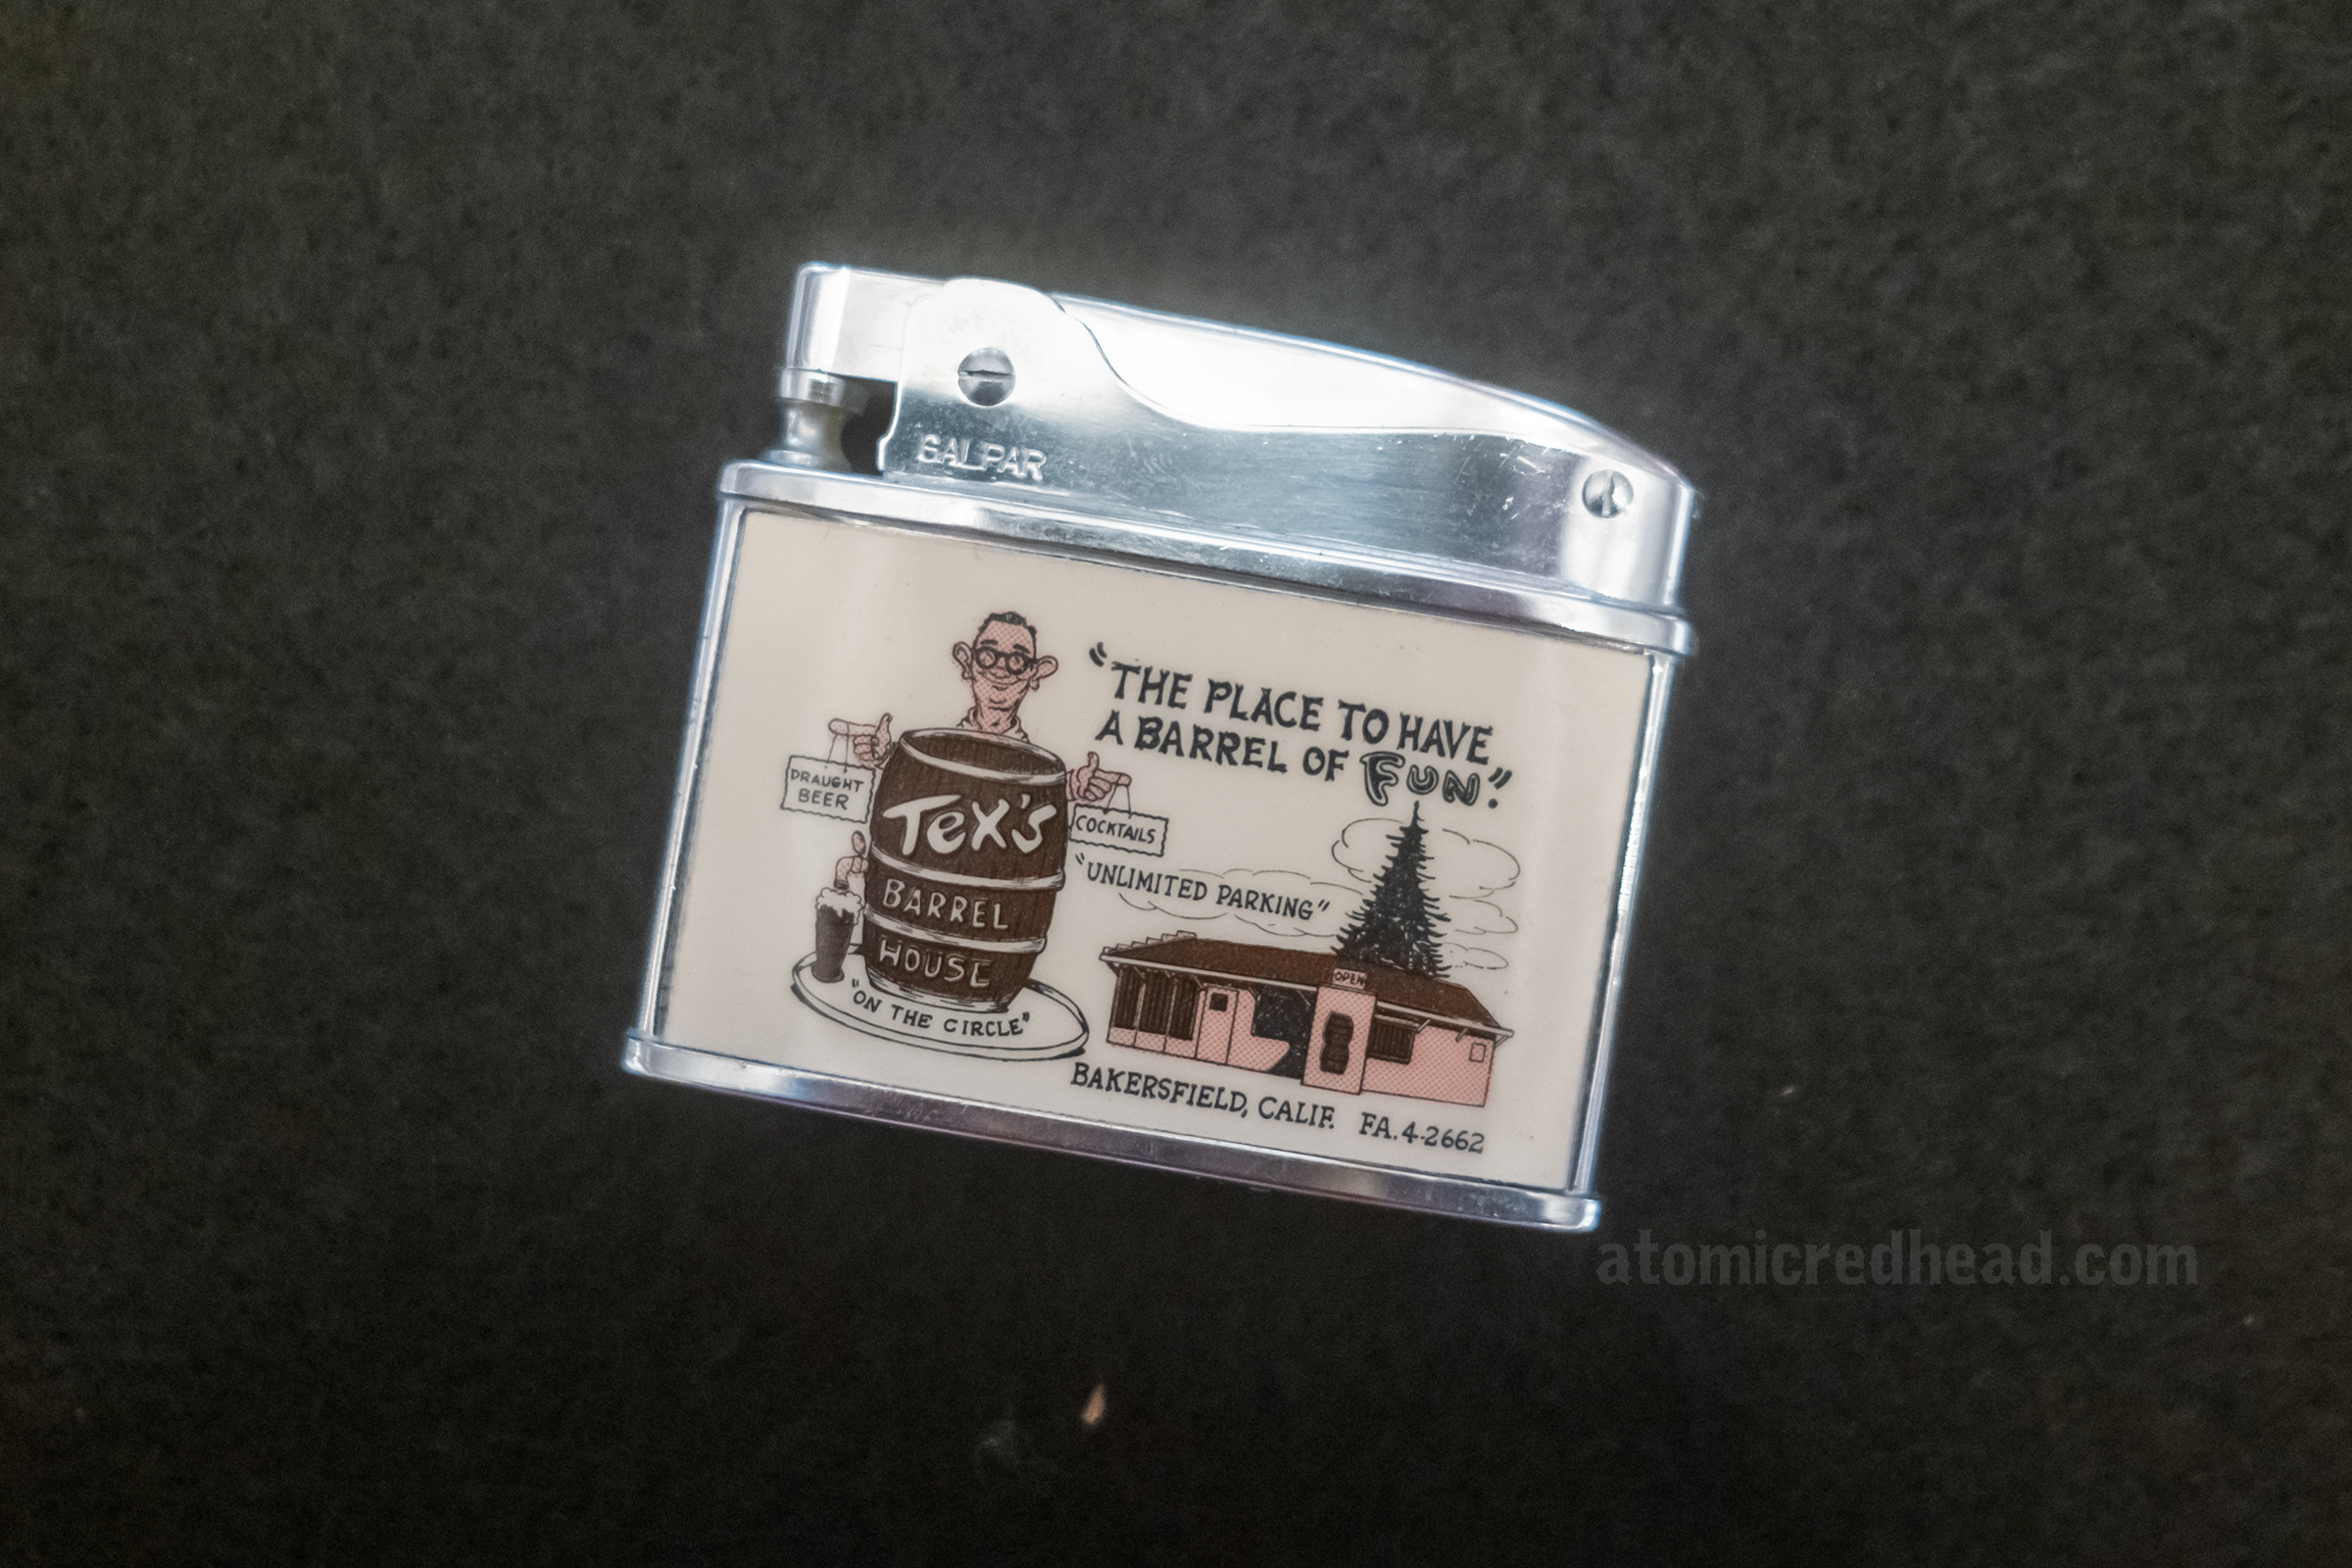 GALPAR
"THE PLACE TO HAVE
A BARREL OF FUN."
DRAUGHT
BEER
TEX'S
COCKTAILS
BARREL
HOUSE
"ON THE CIRCLE"
"UNLIMITED PARKING"
OPEN
BAKERSFIELD, CALIF. FA. 4-2662
atomicredhead.com